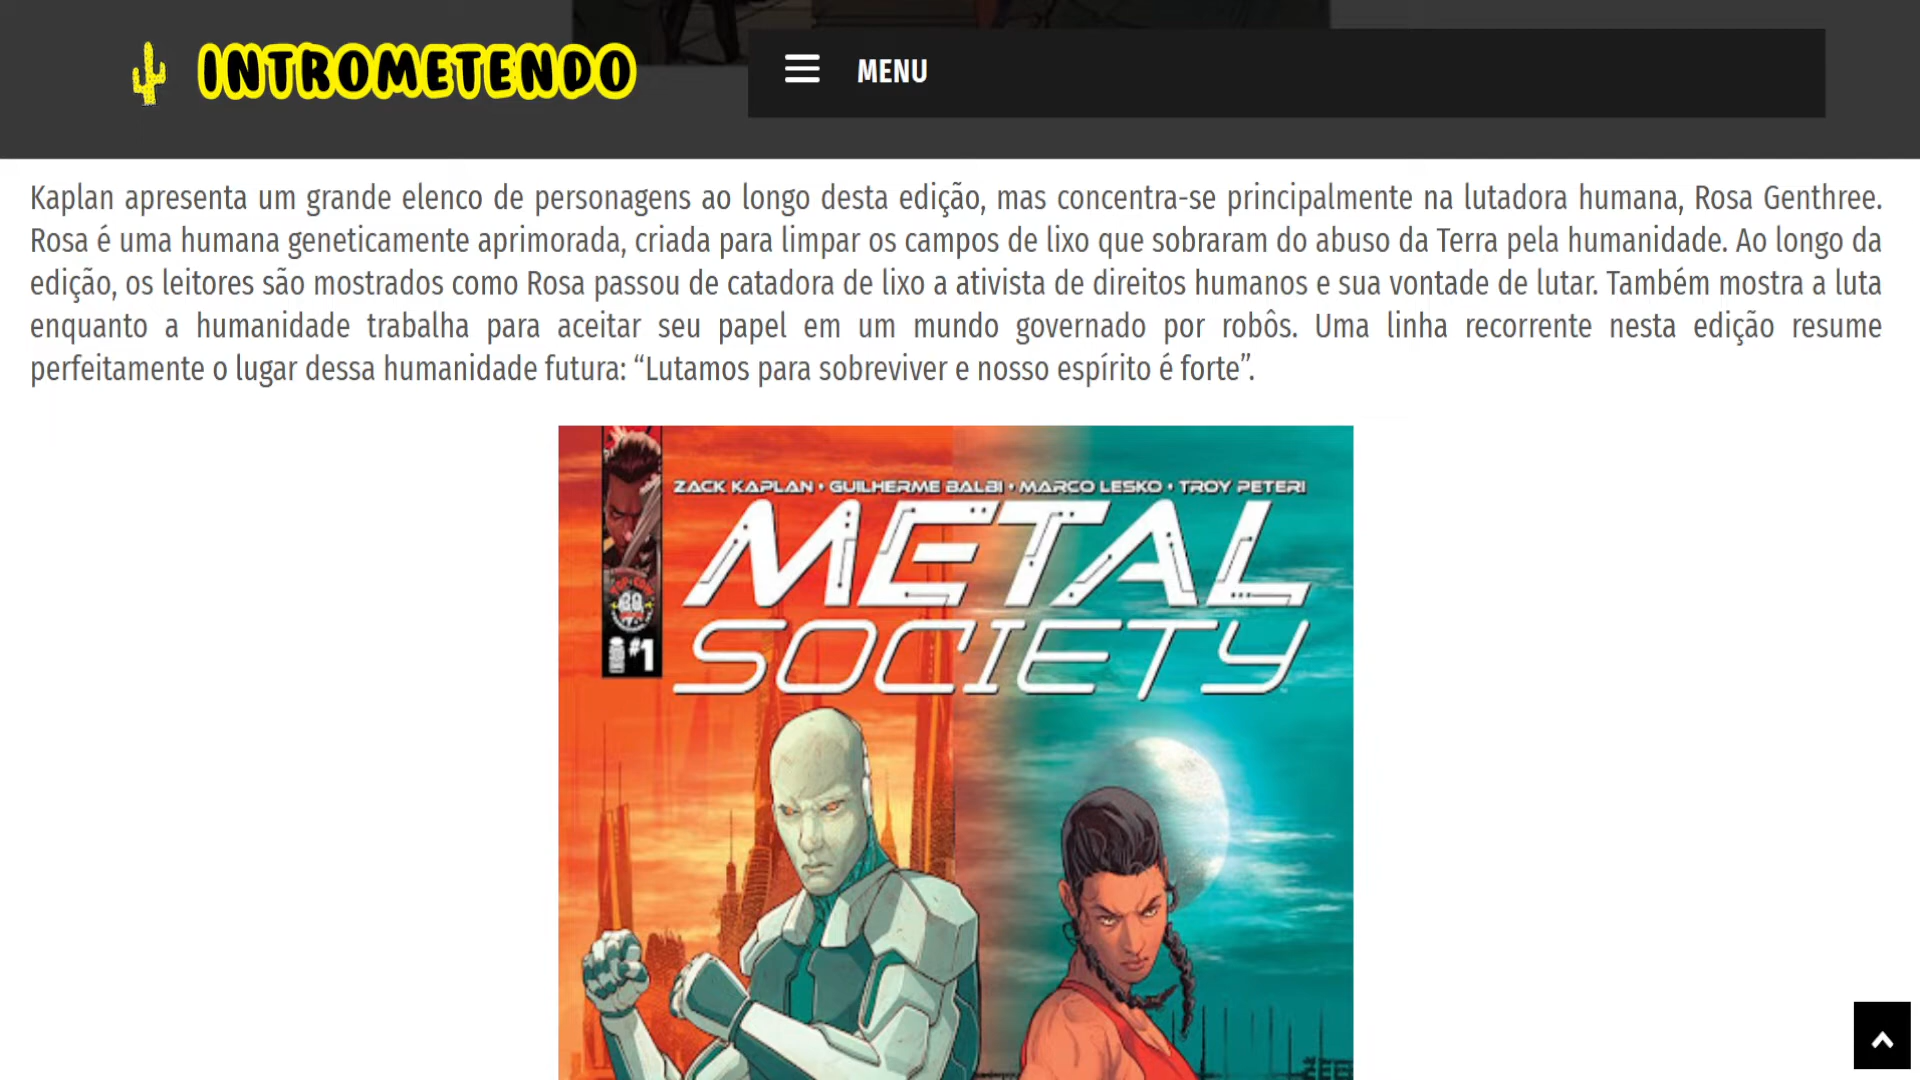 INTROMETENDO
MENU
Kaplan apresenta um grande elenco de personagens ao longo desta edição, mas concentra-se principalmente na lutadora humana, Rosa Genthree.
Rosa é uma humana geneticamente aprimorada, criada para limpar os campos de lixo que sobraram do abuso da Terra pela humanidade. Ao longo da
edição, os leitores são mostrados como Rosa passou de catadora de lixo a ativista de direitos humanos e sua vontade de lutar. Também mostra a luta
enquanto a humanidade trabalha para aceitar seu papel em um mundo governado por robôs. Uma linha recorrente nesta edição resume
perfeitamente o lugar dessa humanidade futura: “Lutamos para sobreviver e nosso espírito é forte”.
ZACK KAPLAN • GUILHERME BALBI • MARCO LESKO • TROY PETERI
METAL
SOCIETY
#1